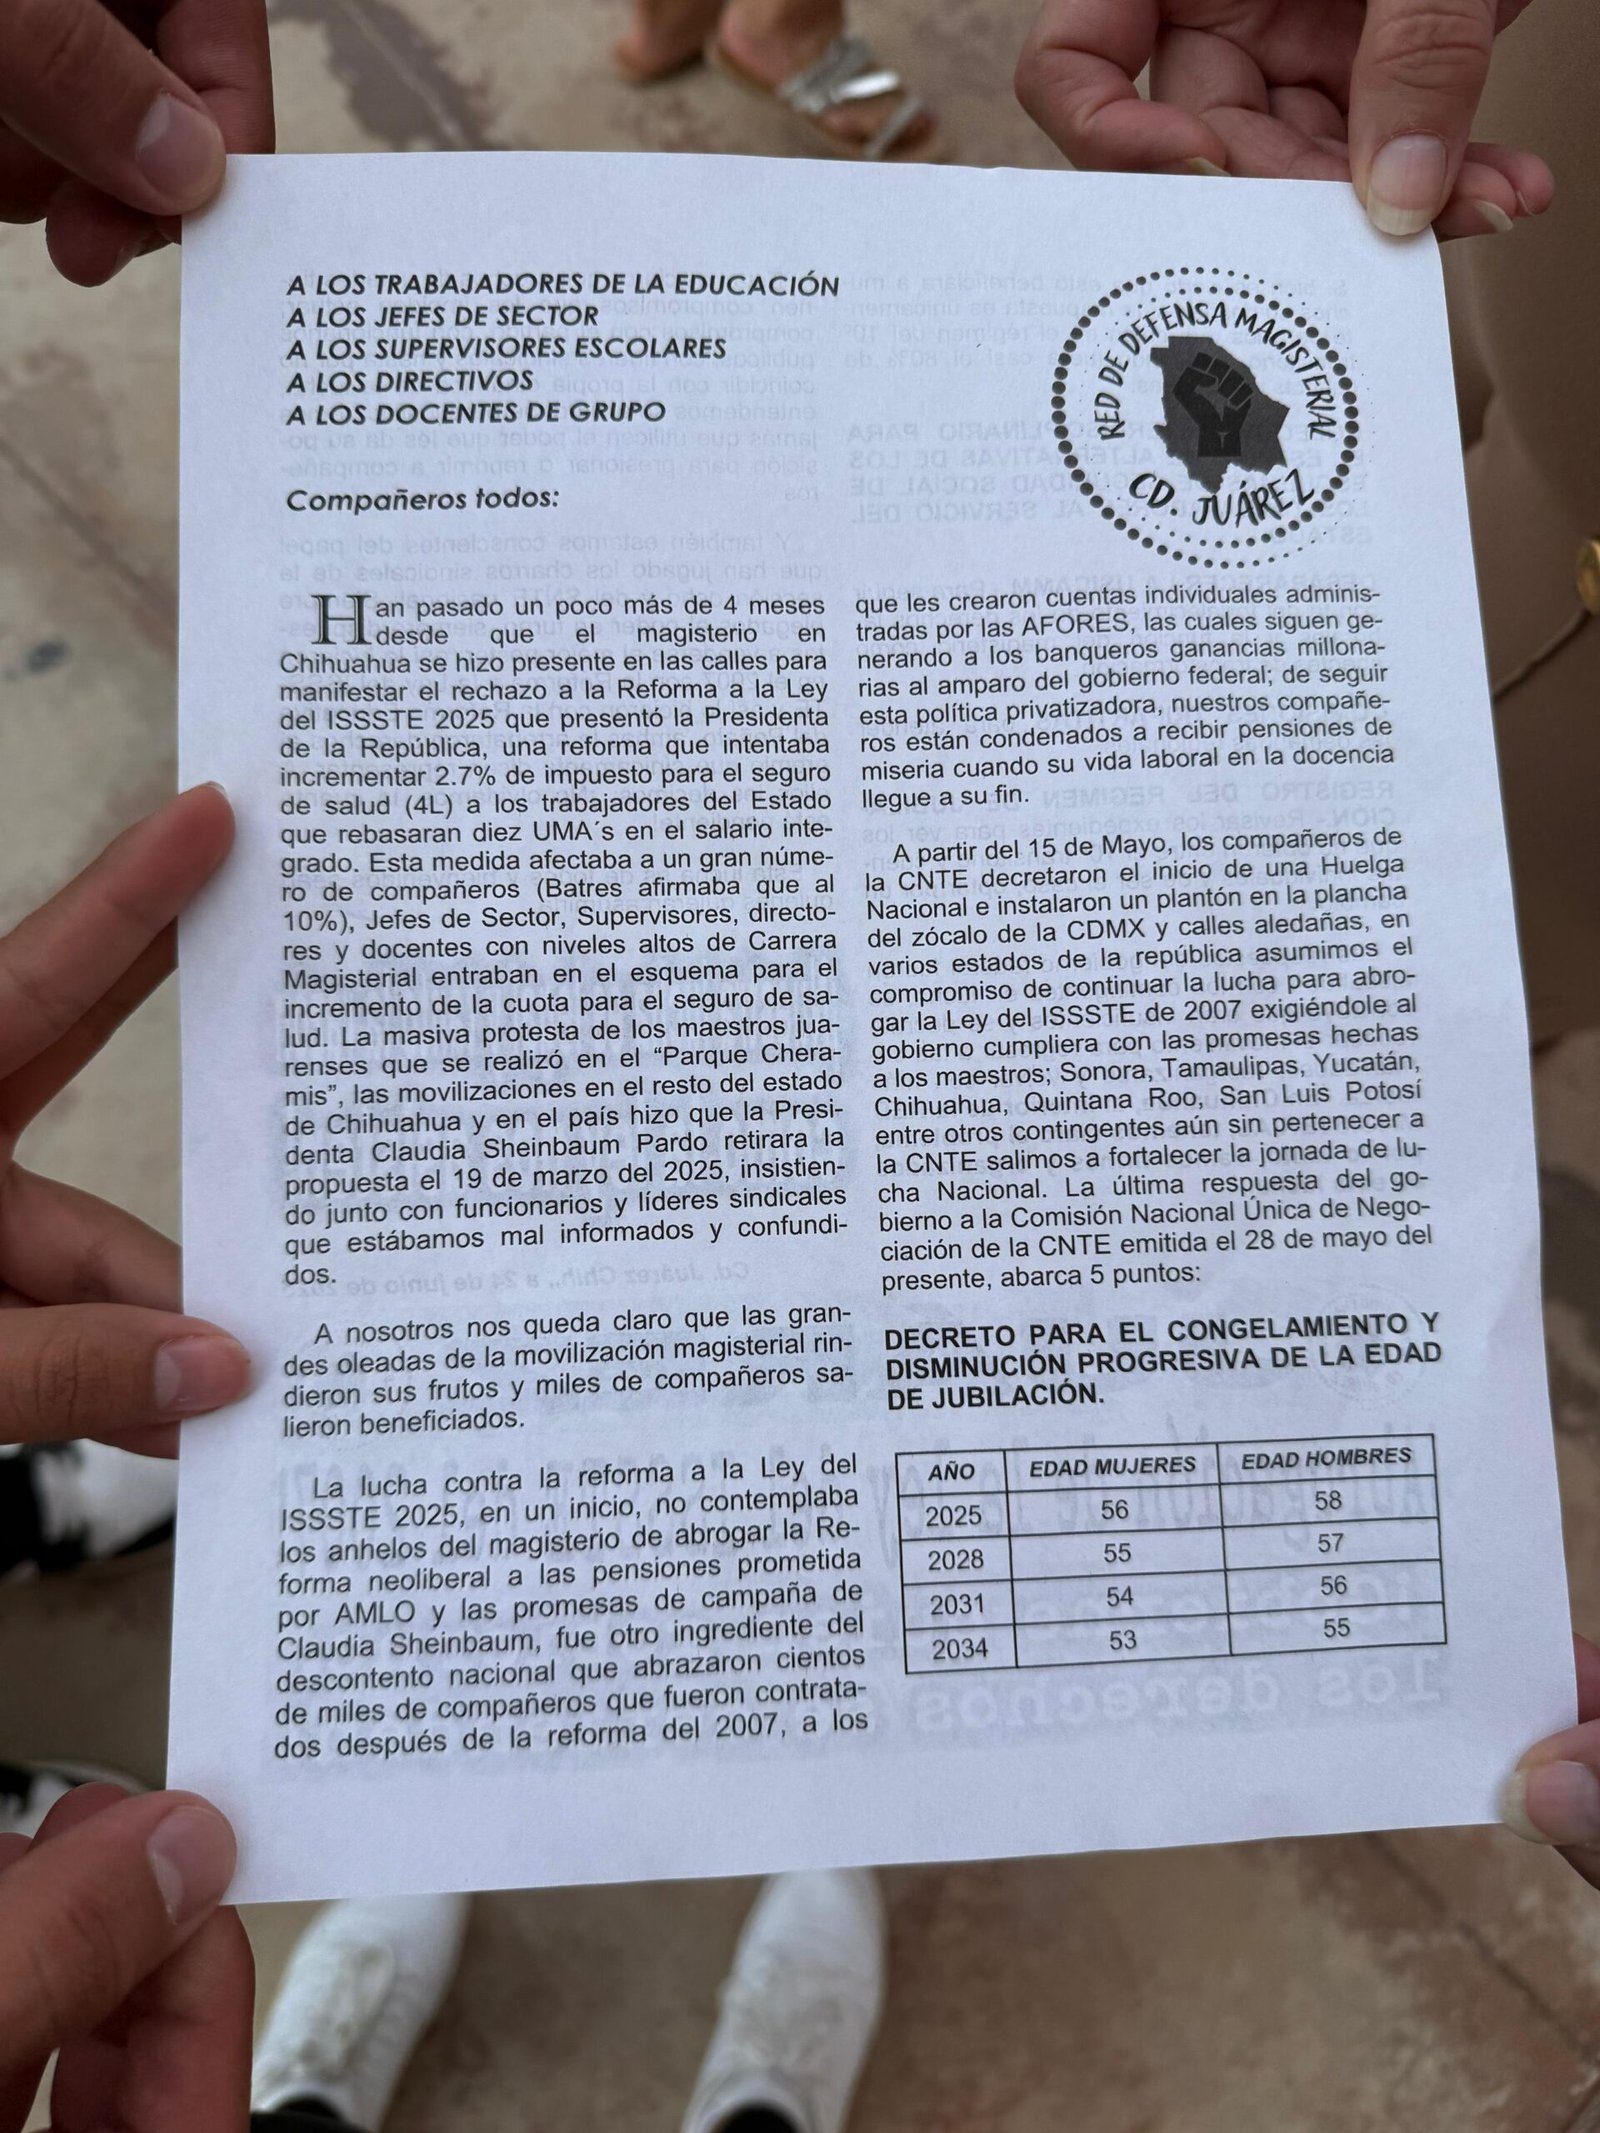 A LOS TRABAJADORES DE LA EDUCACIÓN
A LOS JEFES DE SECTOR
A LOS SUPERVISORES ESCOLARES
A LOS DIRECTIVOS
A LOS DOCENTES DE GRUPO
RED DE DEFENSA MAGISTERIAL
CD. JUÁREZ
Compañeros todos:
Han pasado un poco más de 4 meses
desde que el magisterio en
Chihuahua se hizo presente en las calles para
manifestar el rechazo a la Reforma a la Ley
del ISSSTE 2025 que presentó la Presidenta
de la República, una reforma que intentaba
incrementar 2.7% de impuesto para el seguro
de salud (4L) a los trabajadores del Estado
que rebasaran diez UMA´s en el salario inte-
grado. Esta medida afectaba a un gran núme-
ro de compañeros (Batres afirmaba que al
10%), Jefes de Sector, Supervisores, directo-
res y docentes con niveles altos de Carrera
Magisterial entraban en el esquema para el
incremento de la cuota para el seguro de sa-
lud. La masiva protesta de los maestros jua-
renses que se realizó en el “Parque Chera-
mis”, las movilizaciones en el resto del estado
de Chihuahua y en el país hizo que la Presi-
denta Claudia Sheinbaum Pardo retirara la
propuesta el 19 de marzo del 2025, insistien-
do junto con funcionarios y líderes sindicales
que estábamos mal informados y confundi-
dos.
A nosotros nos queda claro que las gran-
des oleadas de la movilización magisterial rin-
dieron sus frutos y miles de compañeros sa-
lieron beneficiados.
La lucha contra la reforma a la Ley del
ISSSTE 2025, en un inicio, no contemplaba
los anhelos del magisterio de abrogar la Re-
forma neoliberal a las pensiones prometida
por AMLO y las promesas de campaña de
Claudia Sheinbaum, fue otro ingrediente del
descontento nacional que abrazaron cientos
de miles de compañeros que fueron contrata-
dos después de la reforma del 2007, a los
que les crearon cuentas individuales adminis-
tradas por las AFORES, las cuales siguen ge-
nerando a los banqueros ganancias millona-
rias al amparo del gobierno federal; de seguir
esta política privatizadora, nuestros compañe-
ros están condenados a recibir pensiones de
miseria cuando su vida laboral en la docencia
llegue a su fin.
A partir del 15 de Mayo, los compañeros de
la CNTE decretaron el inicio de una Huelga
Nacional e instalaron un plantón en la plancha
del zócalo de la CDMX y calles aledañas, en
varios estados de la república asumimos el
compromiso de continuar la lucha para abro-
gar la Ley del ISSSTE de 2007 exigiéndole al
gobierno cumpliera con las promesas hechas
a los maestros; Sonora, Tamaulipas, Yucatán,
Chihuahua, Quintana Roo, San Luis Potosí
entre otros contingentes aún sin pertenecer a
la CNTE salimos a fortalecer la jornada de lu-
cha Nacional. La última respuesta del go-
bierno a la Comisión Nacional Única de Nego-
ciación de la CNTE emitida el 28 de mayo del
presente, abarca 5 puntos:
DECRETO PARA EL CONGELAMIENTO Y
DISMINUCIÓN PROGRESIVA DE LA EDAD
DE JUBILACIÓN.
AÑO EDAD MUJERES EDAD HOMBRES
2025 56 58
2028 55 57
2031 54 56
2034 53 55